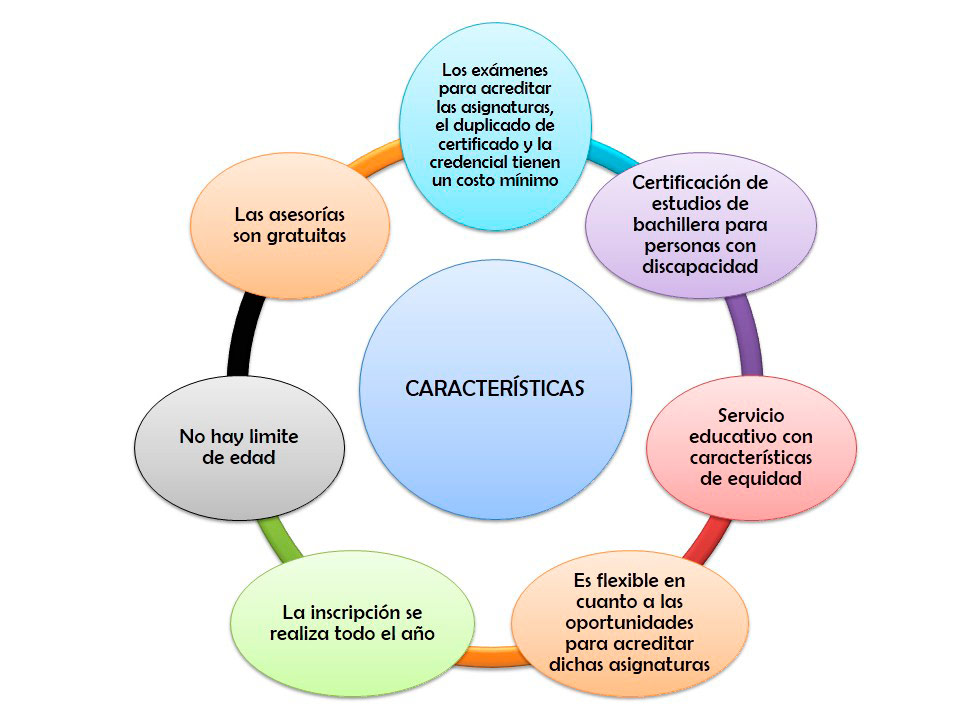 Los exámenes
para acreditar
las asignaturas,
el duplicado de
certificado y la
credencial tienen
un costo mínimo
Certificación de
estudios de
bachillera para
personas con
discapacidad
Servicio
educativo con
características
de equidad
Es flexible en
cuanto a las
oportunidades
para acreditar
dichas asignaturas
La inscripción se
realiza todo el año
No hay limite
de edad
Las asesorías
son gratuitas
CARACTERÍSTICAS